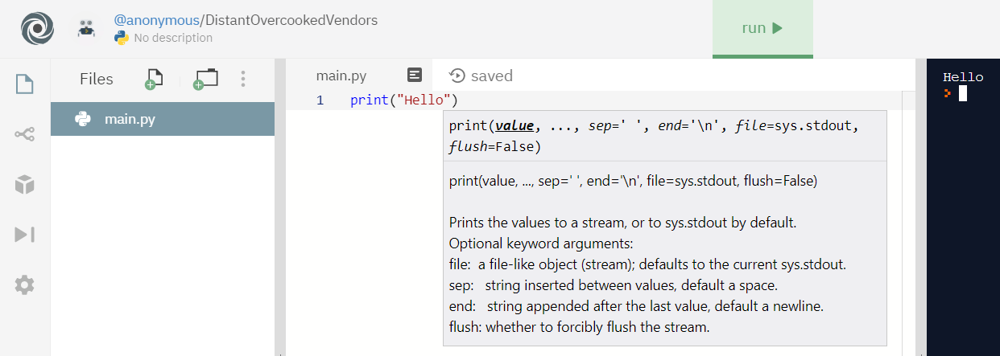 @anonymous/DistantOvercookedVendors
No description
run
Files
main.py
main.py
saved
1 print("Hello")
print(value, ..., sep=' ', end='\n', file=sys.stdout,
flush=False)
print(value, ..., sep=' ', end='\n', file=sys.stdout, flush=False)
Prints the values to a stream, or to sys.stdout by default.
Optional keyword arguments:
file:  a file-like object (stream); defaults to the current sys.stdout.
sep:   string inserted between values, default a space.
end:   string appended after the last value, default a newline.
flush: whether to forcibly flush the stream.
Hello
>